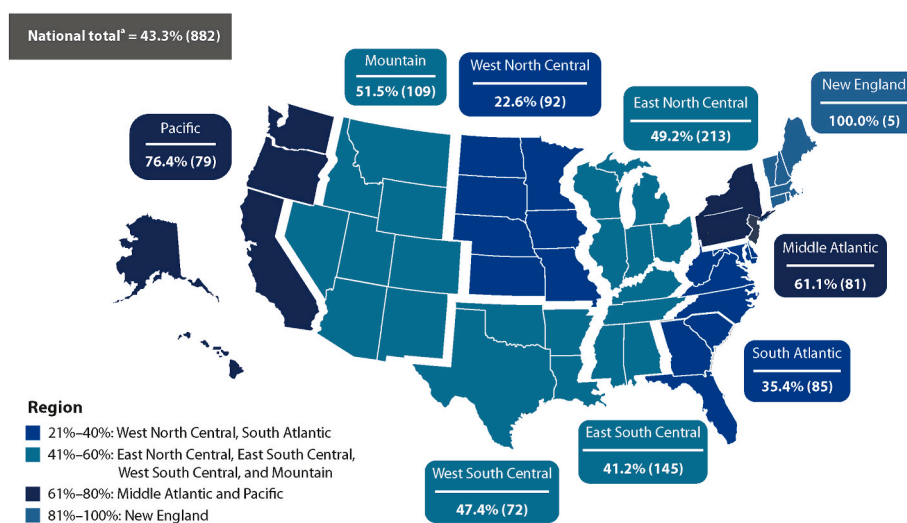 National totalᵃ = 43.3% (882)
Mountain
51.5% (109)
West North Central
22.6% (92)
East North Central
49.2% (213)
New England
100.0% (5)
Pacific
76.4% (79)
Middle Atlantic
61.1% (81)
South Atlantic
35.4% (85)
East South Central
41.2% (145)
West South Central
47.4% (72)
Region
21%–40%: West North Central, South Atlantic
41%–60%: East North Central, East South Central,
West South Central, and Mountain
61%–80%: Middle Atlantic and Pacific
81%–100%: New England